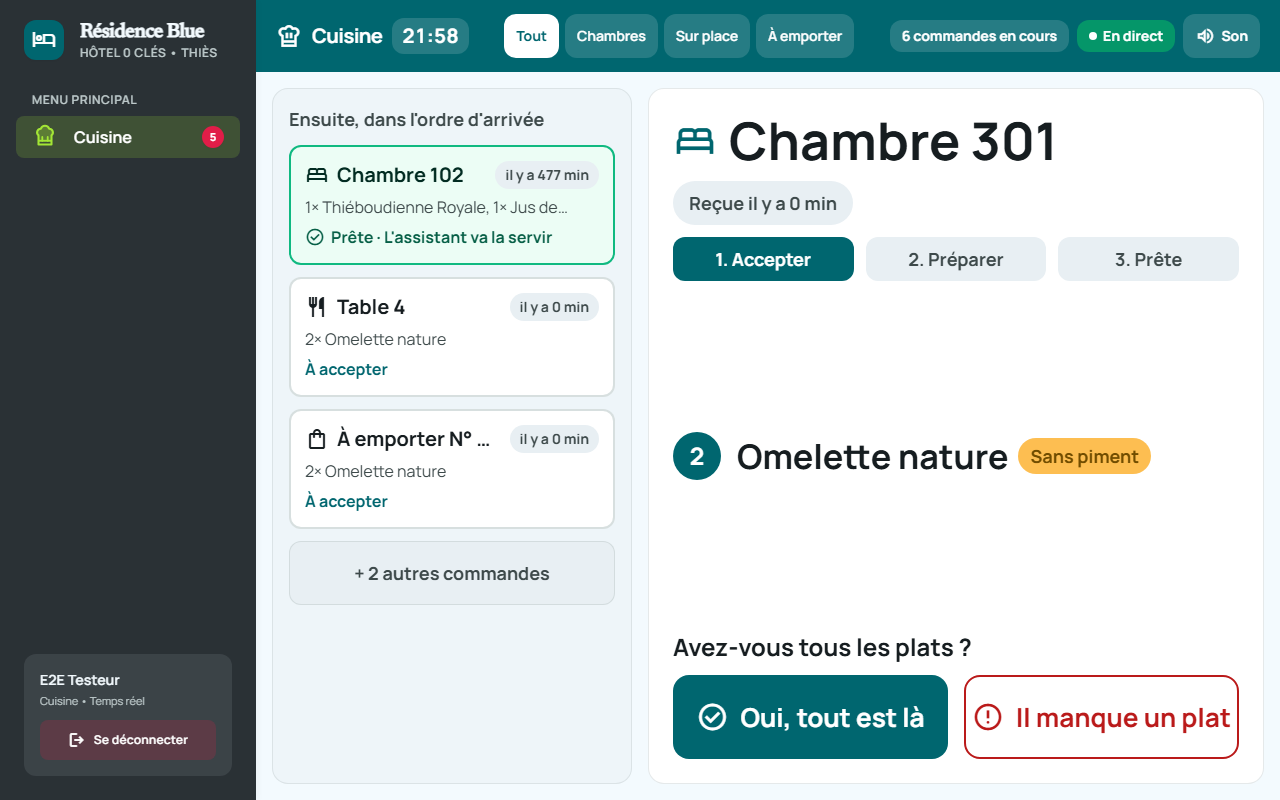 Résidence Blue
HÔTEL 0 CLÉS • THIÈS
MENU PRINCIPAL
Cuisine
5
E2E Testeur
Cuisine • Temps réel
Se déconnecter
Cuisine
21:58
Tout
Chambres
Sur place
À emporter
6 commandes en cours
En direct
Son
Ensuite, dans l'ordre d'arrivée
Chambre 102
il y a 477 min
1× Thiéboudienne Royale, 1× Jus de...
Prête · L'assistant va la servir
Table 4
il y a 0 min
2× Omelette nature
À accepter
À emporter N° ...
il y a 0 min
2× Omelette nature
À accepter
+ 2 autres commandes
Chambre 301
Reçue il y a 0 min
1. Accepter
2. Préparer
3. Prête
2
Omelette nature
Sans piment
Avez-vous tous les plats ?
Oui, tout est là
Il manque un plat